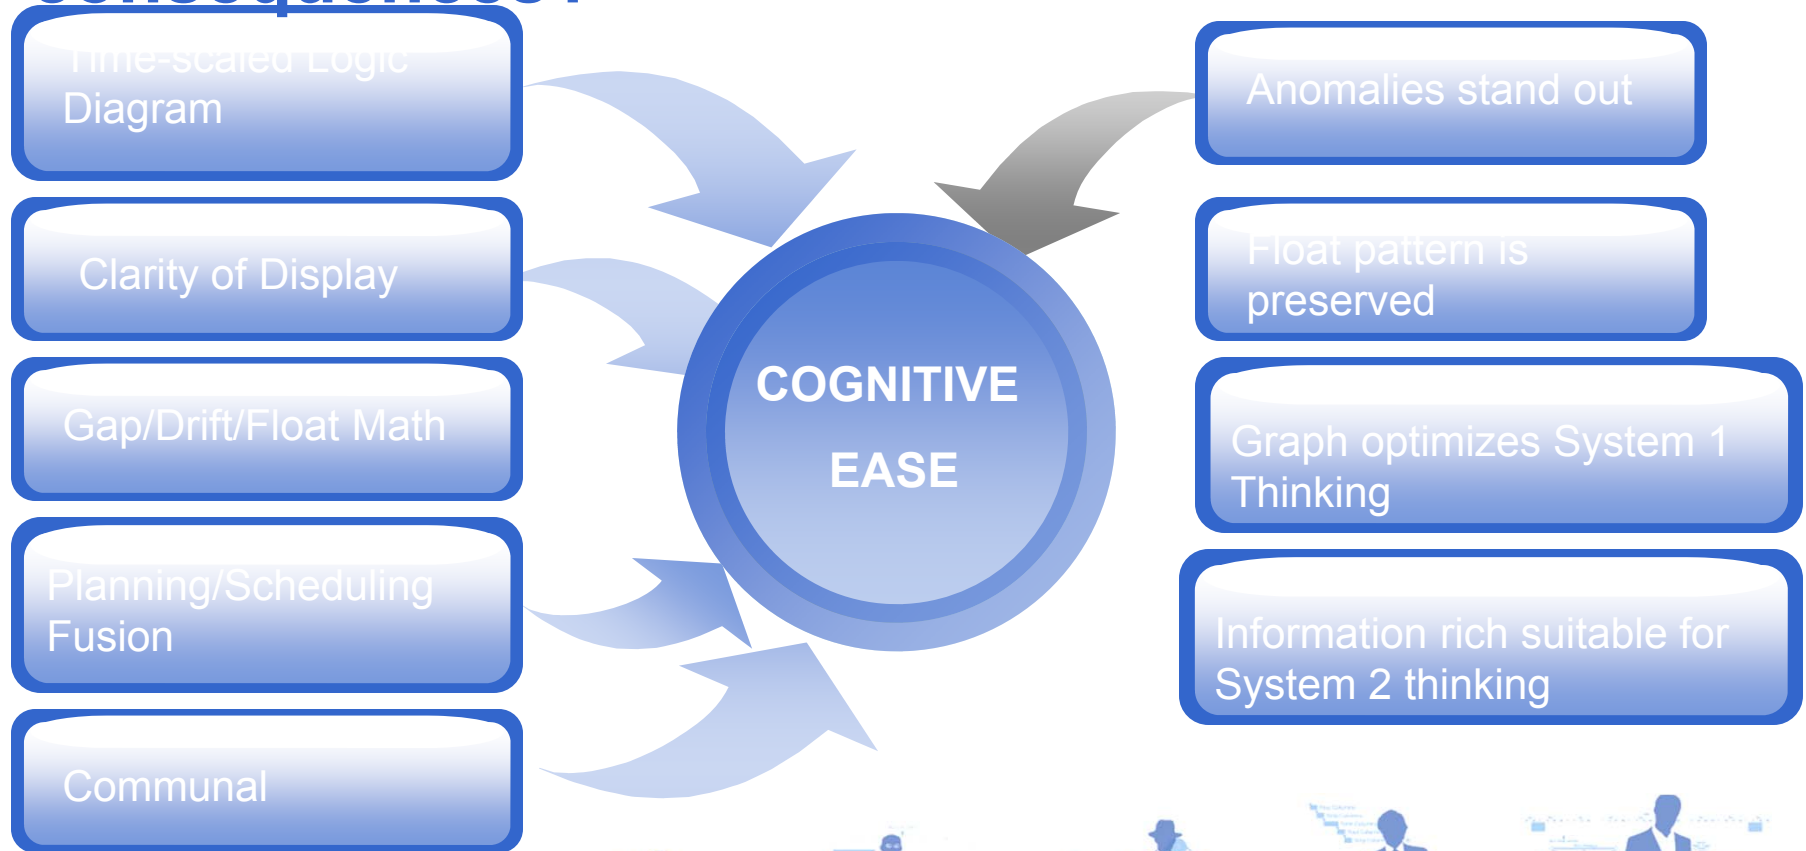 consequences?
Time-scaled Logic
Diagram
Clarity of Display
Gap/Drift/Float Math
Planning/Scheduling
Fusion
Communal
COGNITIVE
EASE
Anomalies stand out
Float pattern is
preserved
Graph optimizes System 1
Thinking
Information rich suitable for
System 2 thinking